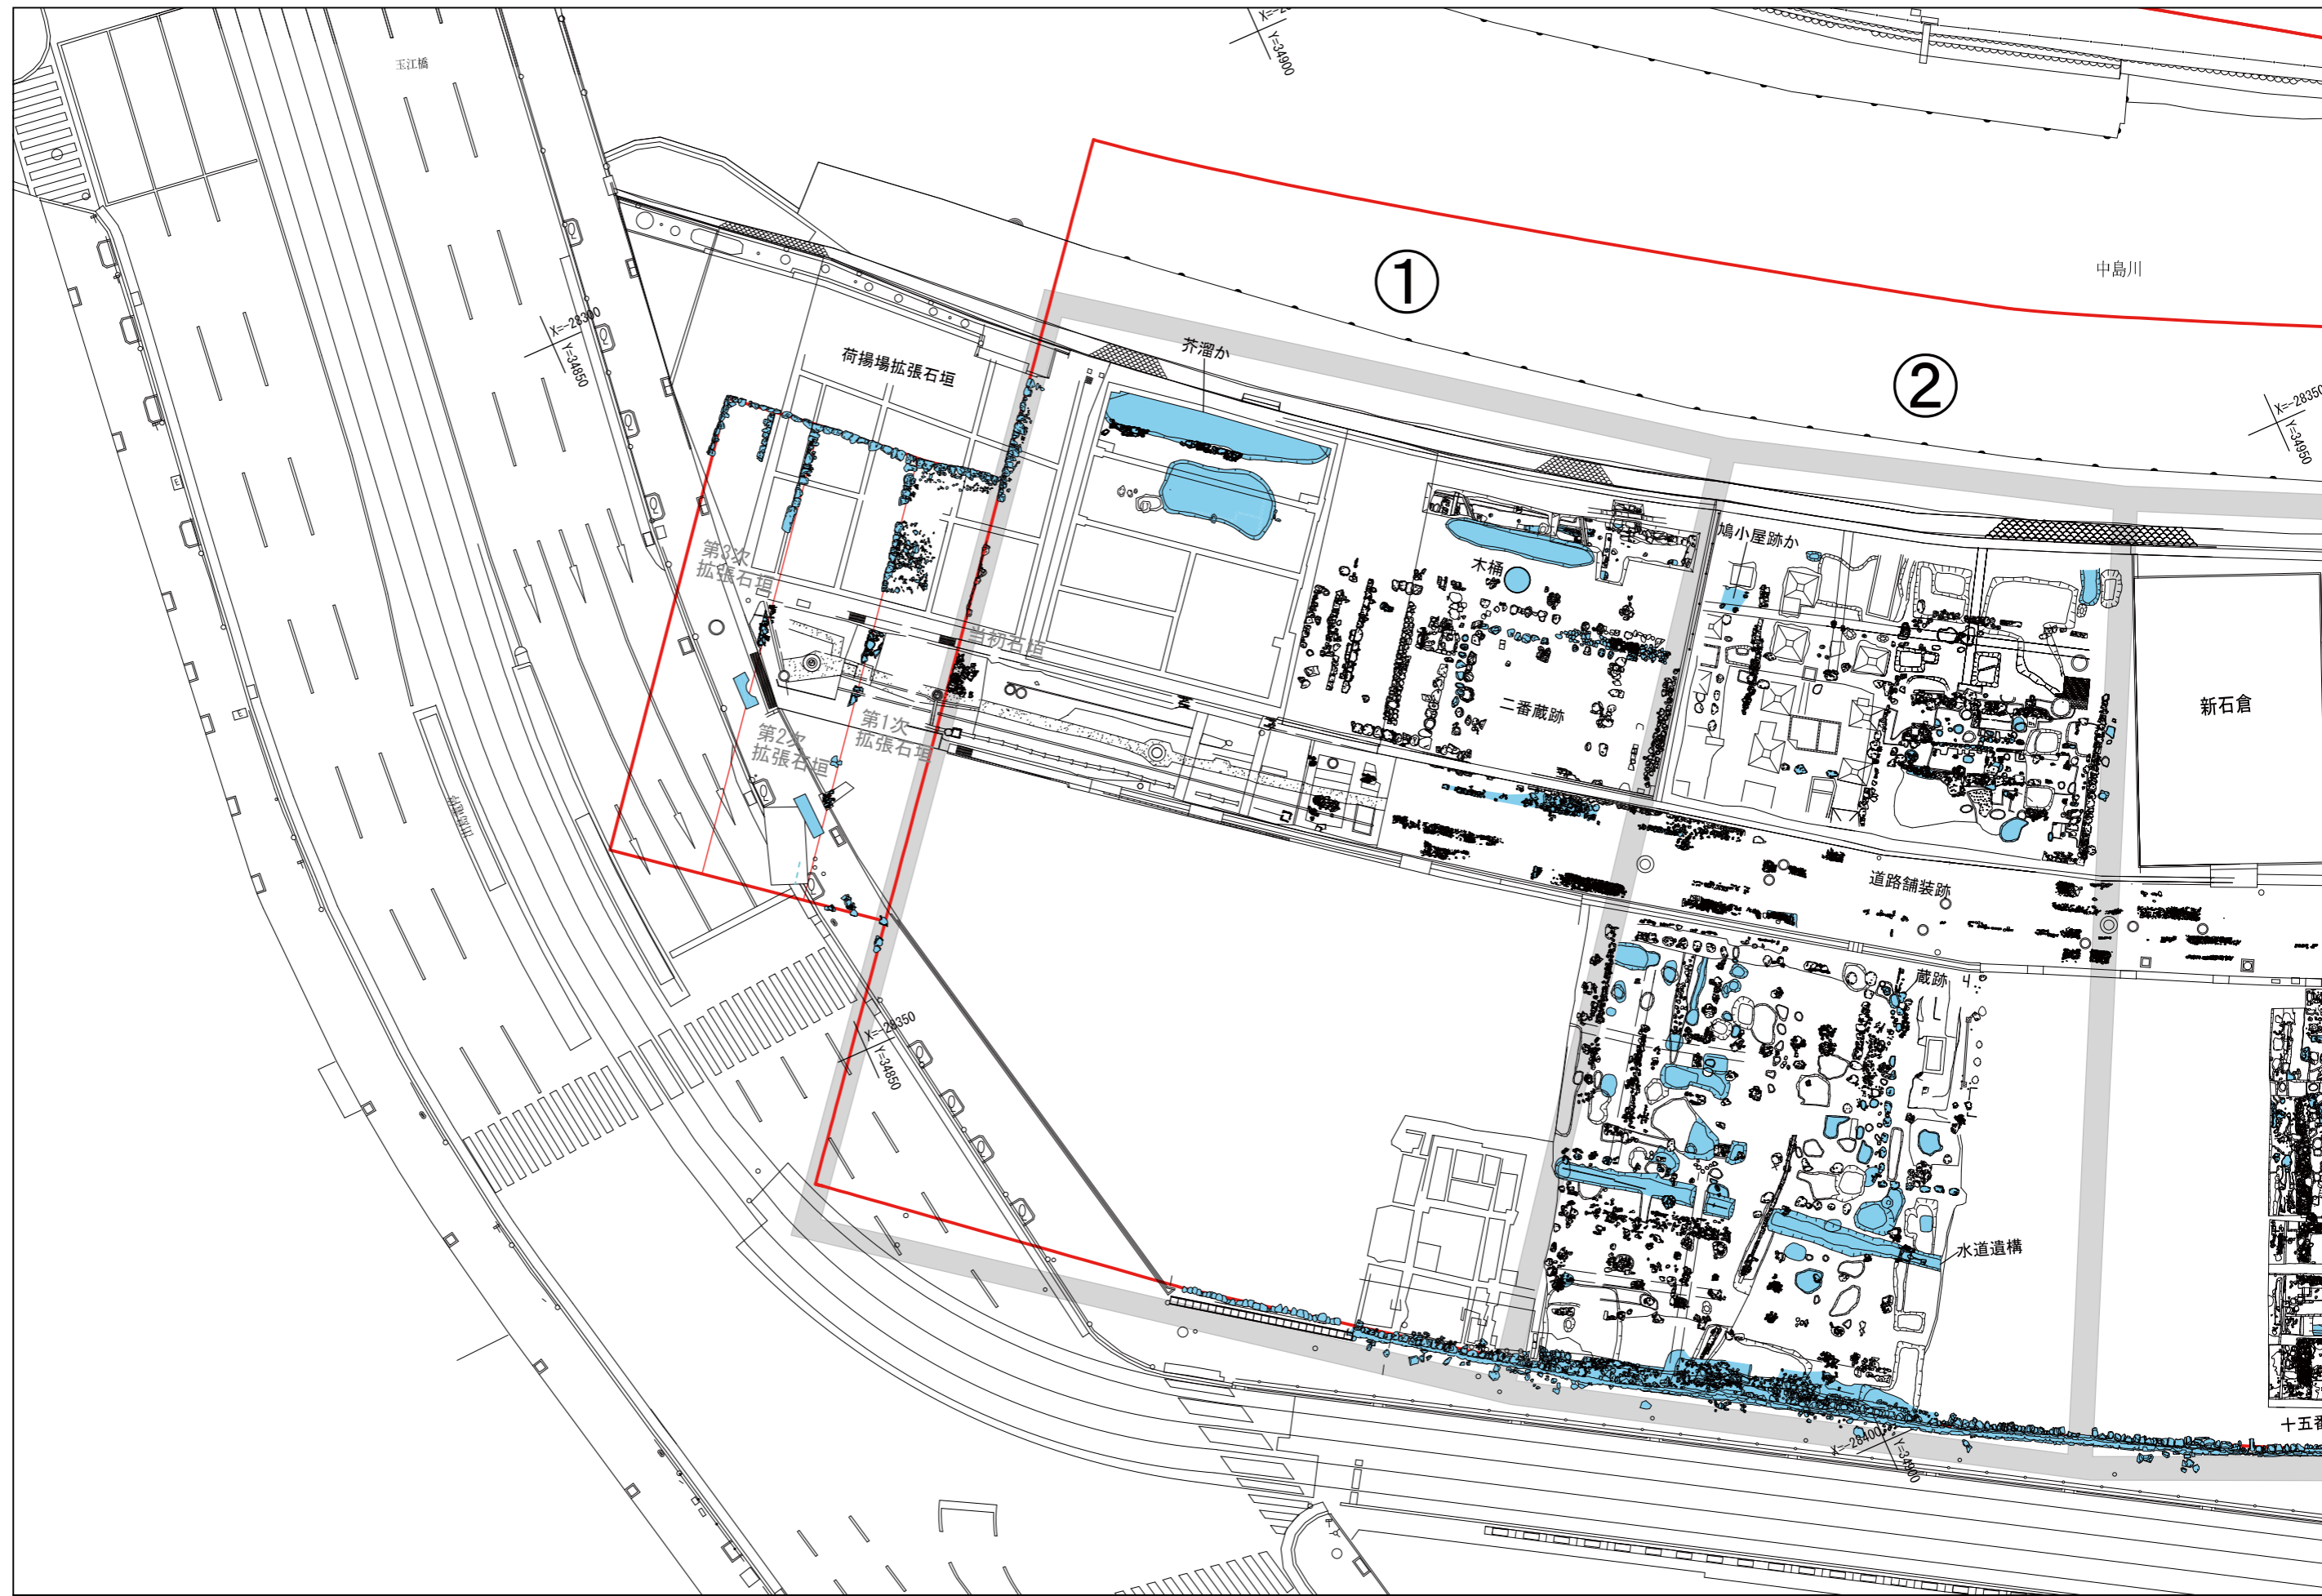 玉江橋
Y=34900
①
中島川
②
X=-28300
Y=34850
荷揚場拡張石垣
芥溜か
X=-28350
Y=34950
鳩小屋跡か
木桶
第3次
拡張石垣
当初石垣
二番蔵跡
新石倉
第1次
拡張石垣
第2次
拡張石垣
道路舗装跡
蔵跡
X=-28350
Y=34850
水道遺構
十五番
X=-28400
Y=34900